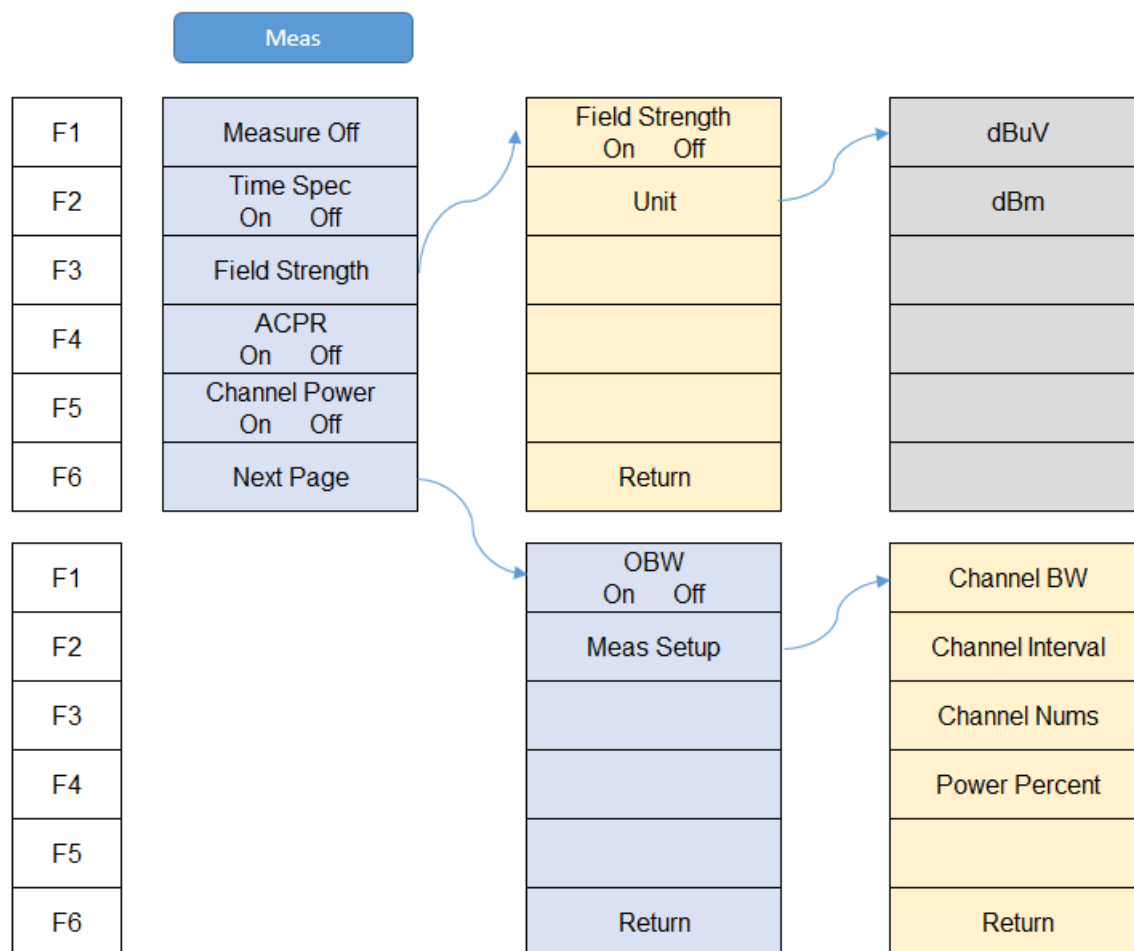 Meas
F1 Measure Off Field Strength dBuV
On Off
F2 Time Spec Unit dBm
On Off
F3 Field Strength
F4 ACPR
On Off
F5 Channel Power
On Off
F6 Next Page Return
F1 OBW Channel BW
On Off
F2 Meas Setup Channel Interval
F3 Channel Nums
F4 Power Percent
F5
F6 Return Return